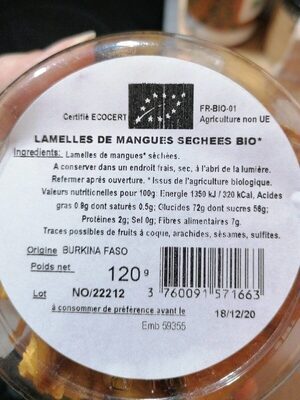 Certifié ECOCERT
FR-BIO-01
Agriculture non UE
LAMELLES DE MANGUES SECHEES BIO*
Ingredients: Lamelles de mangues* séchées.
A conserver dans un endroit frais, sec, à l'abri de la lumière.
Refermer après ouverture. * Issus de l'agriculture biologique.
Valeurs nutritionelles pour 100g: Energie 1359 kJ / 320 KCal, Acides
gras 0.8g dont saturés 0.5g; Glucides 72g dont sucres 56g;
Protéines 2g; Sel 0g; Fibres alimentaires 7g.
Traces possibles de fruits à coque, arachides, sésames, sulfites.
Origine BURKINA FASO
Poids net 120g
Lot NO/22212
3 760091 571663
à consommer de préférence avant le 18/12/20
Emb 59355